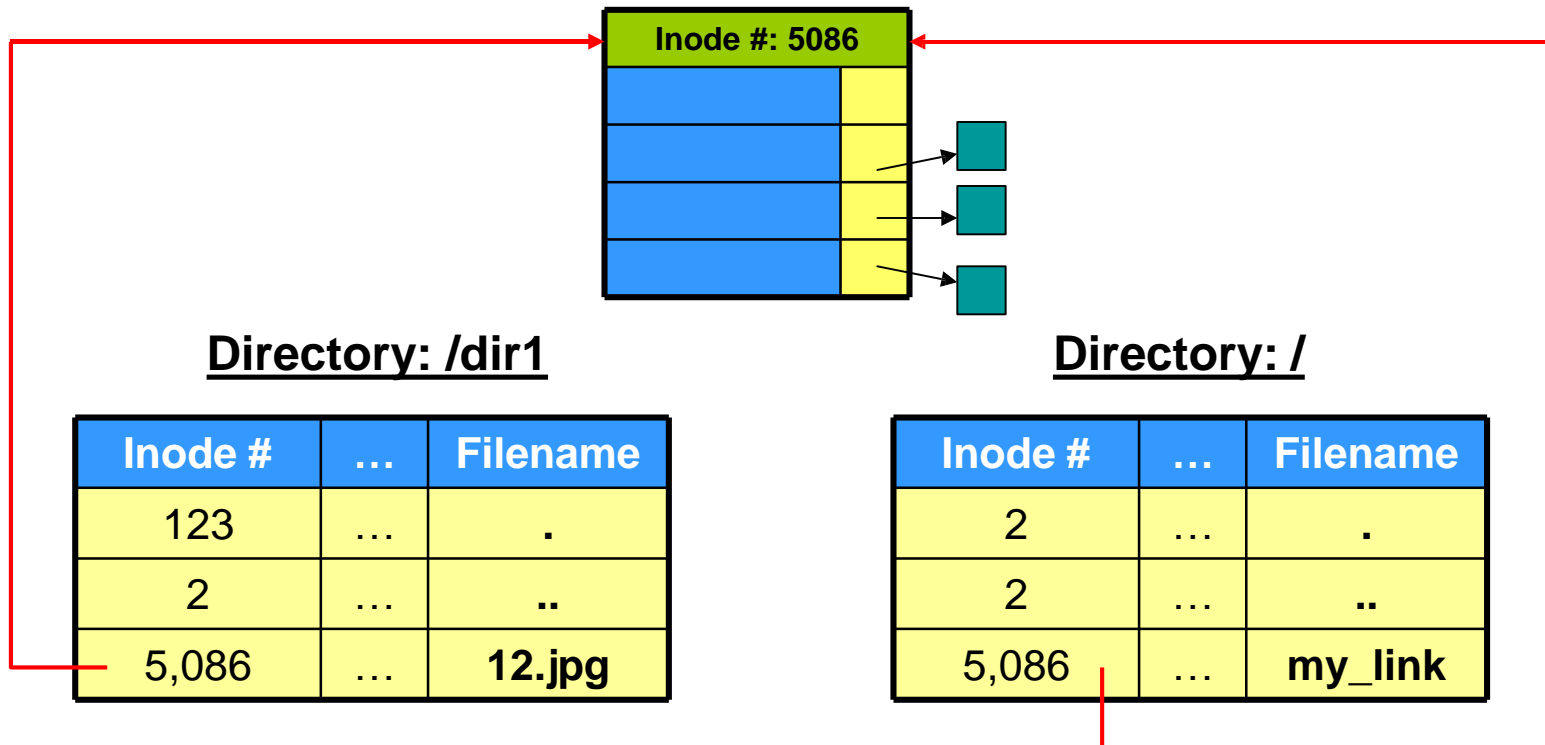 Inode #: 5086
Directory: /dir1
Inode # … Filename
123 … .
2 … ..
5,086 … 12.jpg
Directory: /
Inode # … Filename
2 … .
2 … ..
5,086 … my_link